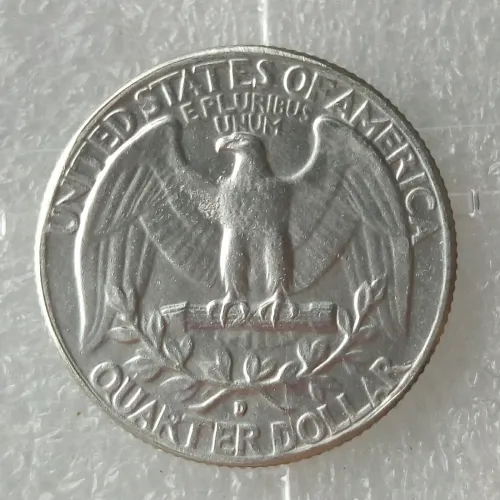 UNITED STATES OF AMERICA
E PLURIBUS
UNUM
D
QUARTER DOLLAR